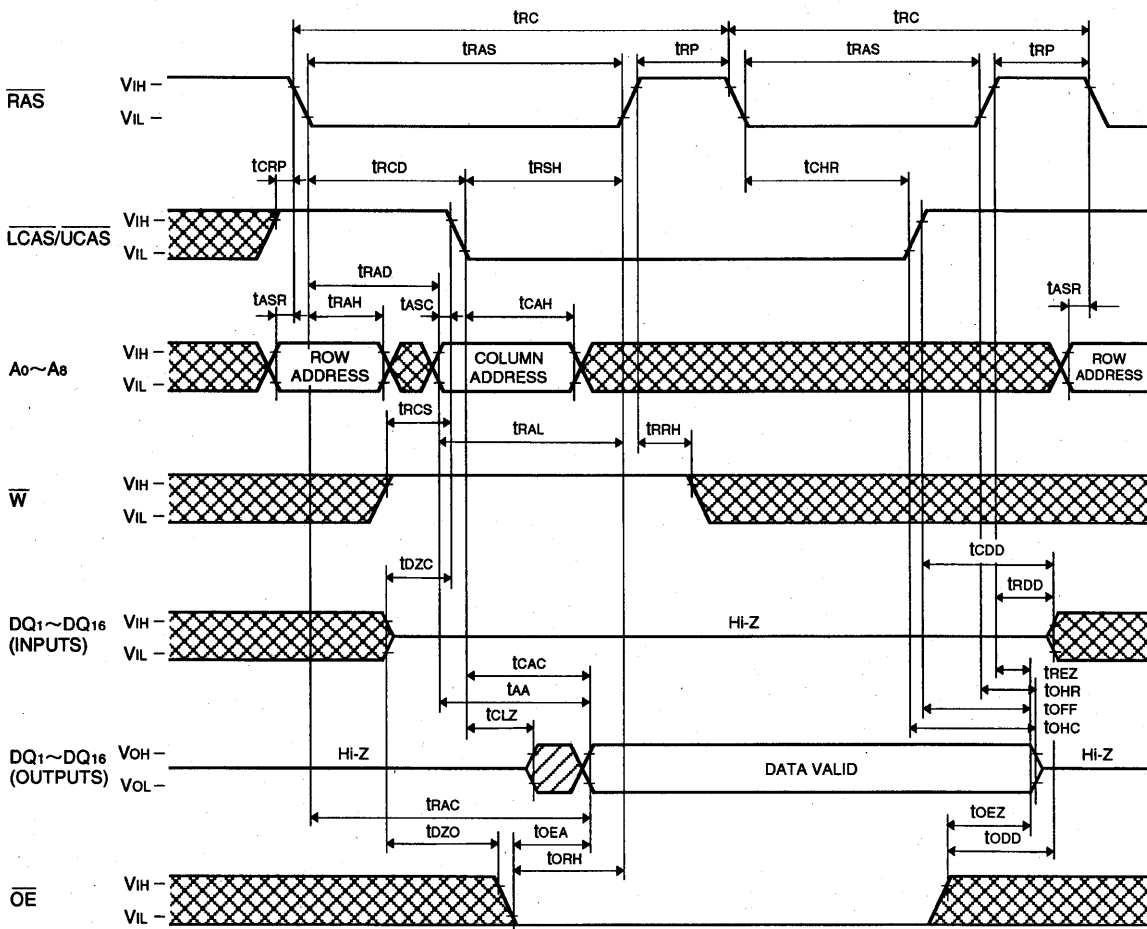 tRC tRC
tRAS tRP tRAS tRP
RAS VIH
VIL
tCRP tRCD tRSH tCHR
LCAS/UCAS VIH
VIL
tRAD
tASR tRAH tASC tCAH tASR
A0~A8 VIH ROW ADDRESS COLUMN ADDRESS ROW ADDRESS
VIL
tRCS
tRAL tRRH
W VIH
VIL
tCDD
tDZC tRDD
DQ1~DQ16 (INPUTS) VIH Hi-Z
VIL
tCAC tREZ
tAA tOHR
tCLZ tOFF
tOHC
DQ1~DQ16 (OUTPUTS) VOH Hi-Z DATA VALID Hi-Z
VOL
tRAC tOEZ
tDZO tOEA tODD
tORH
OE VIH
VIL